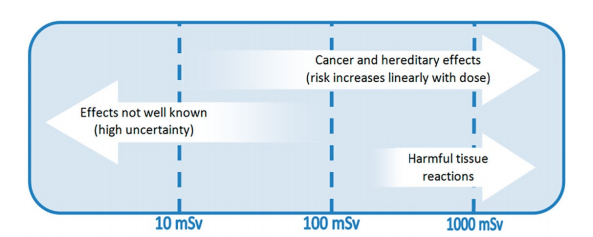 Cancer and hereditary effects
(risk increases linearly with dose)
Effects not well known
(high uncertainty)
Harmful tissue
reactions
10 mSv
100 mSv
1000 mSv